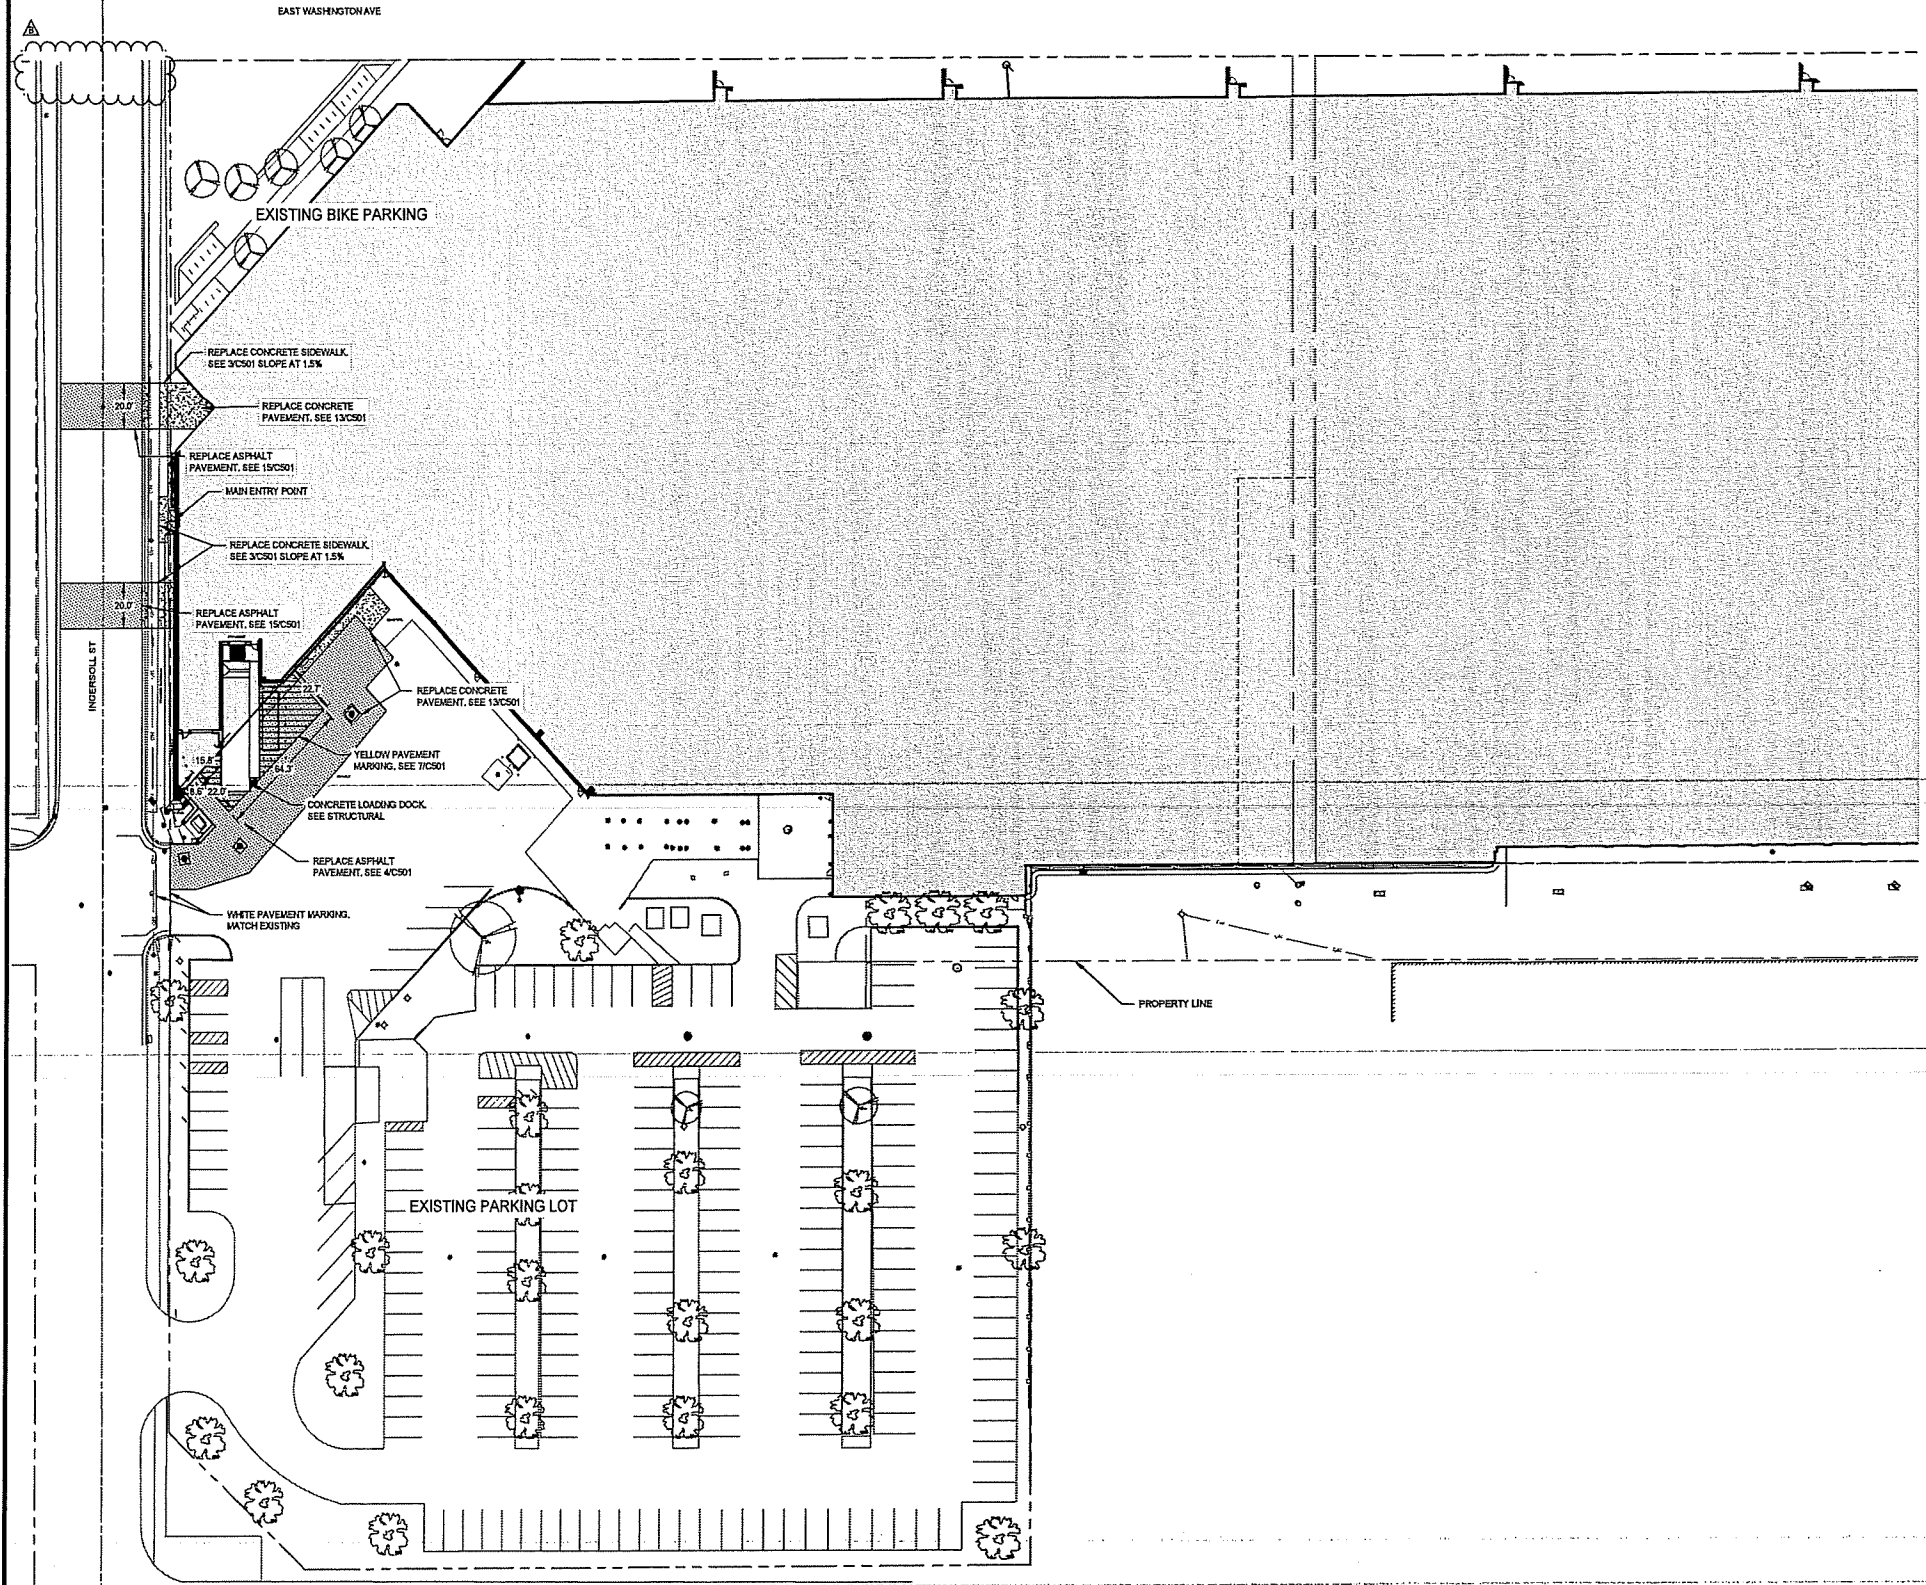 EAST WASHINGTON AVE
B
EXISTING BIKE PARKING
REPLACE CONCRETE SIDEWALK.
SEE 3/C501 SLOPE AT 1.5%
20.0'
REPLACE CONCRETE
PAVEMENT. SEE 13/C501
REPLACE ASPHALT
PAVEMENT. SEE 15/C501
MAIN ENTRY POINT
REPLACE CONCRETE SIDEWALK.
SEE 3/C501 SLOPE AT 1.5%
20.0'
REPLACE ASPHALT
PAVEMENT. SEE 15/C501
INGERSOLL ST
22.7'
REPLACE CONCRETE
PAVEMENT. SEE 13/C501
YELLOW PAVEMENT
MARKING, SEE 7/C501
15.5'
64.3'
8.6'
22.0'
CONCRETE LOADING DOCK.
SEE STRUCTURAL
REPLACE ASPHALT
PAVEMENT. SEE 4/C501
WHITE PAVEMENT MARKING.
MATCH EXISTING
PROPERTY LINE
EXISTING PARKING LOT